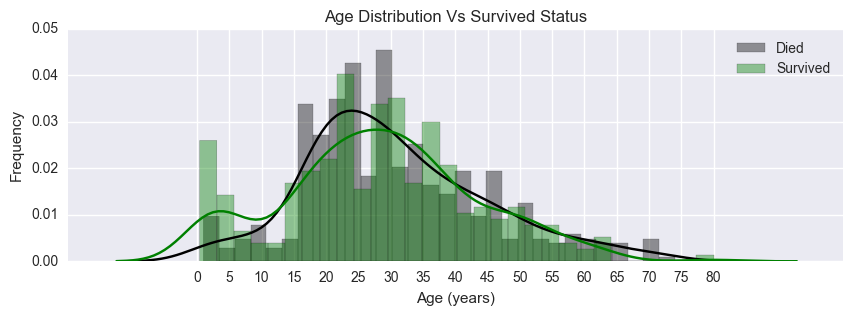 Age Distribution Vs Survived Status
0.05
0.04
0.03
0.02
0.01
0.00
Frequency
Died
Survived
0 5 10 15 20 25 30 35 40 45 50 55 60 65 70 75 80
Age (years)